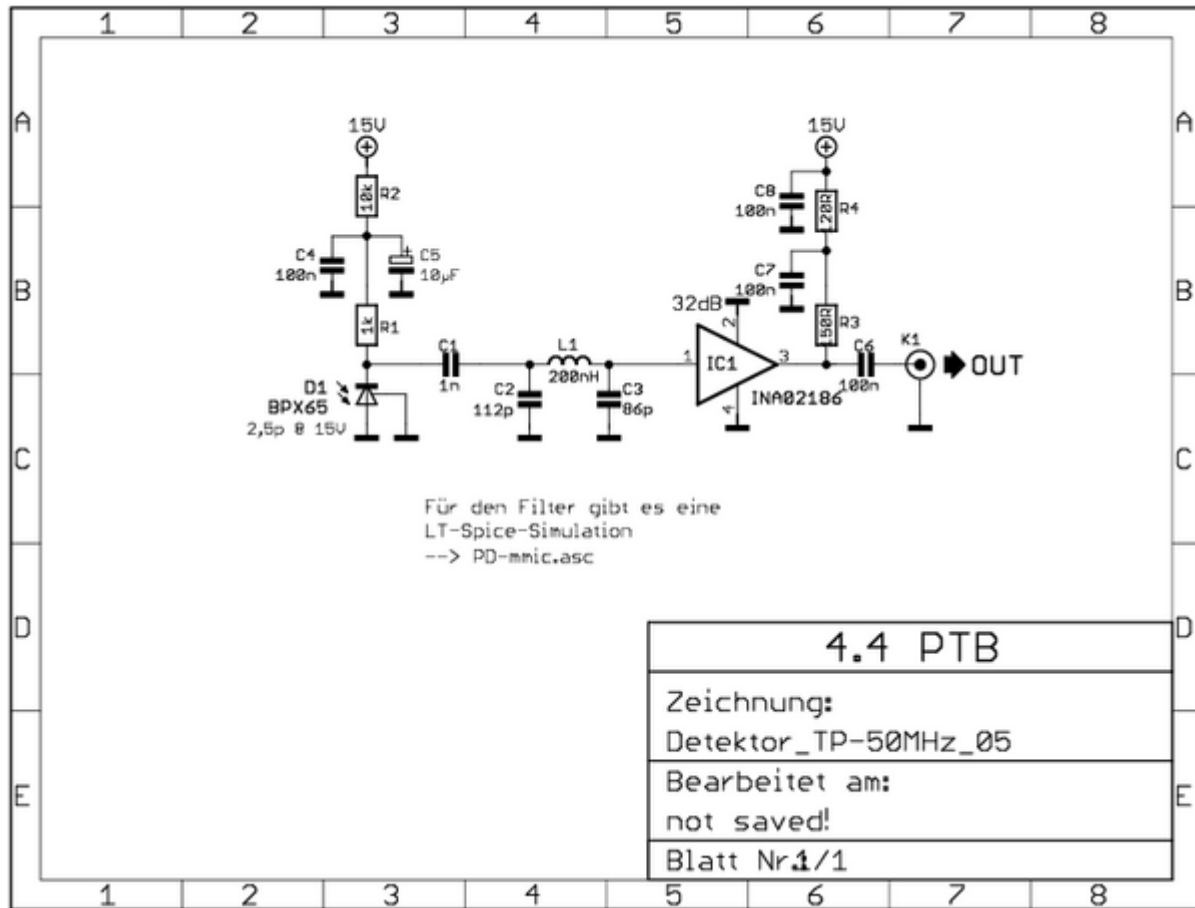 1 2 3 4 5 6 7 8
A A
15V 15V
10k R2
C8
100n
120R R4
B B
C4
100n
+ C5
10µF
C7
100n
1k R1
32dB
50R R3
C1
1n
L1
200nH
1 IC1 2 3 4
INA02186
C6
100n
K1
OUT
D1
BPX65
2,5p @ 15V
C2
112p
C3
86p
C C
Für den Filter gibt es eine
LT-Spice-Simulation
--> PD-mmic.asc
D D
4.4 PTB
Zeichnung:
Detektor_TP-50MHz_05
Bearbeitet am:
not saved!
Blatt Nr.1/1
E E
1 2 3 4 5 6 7 8